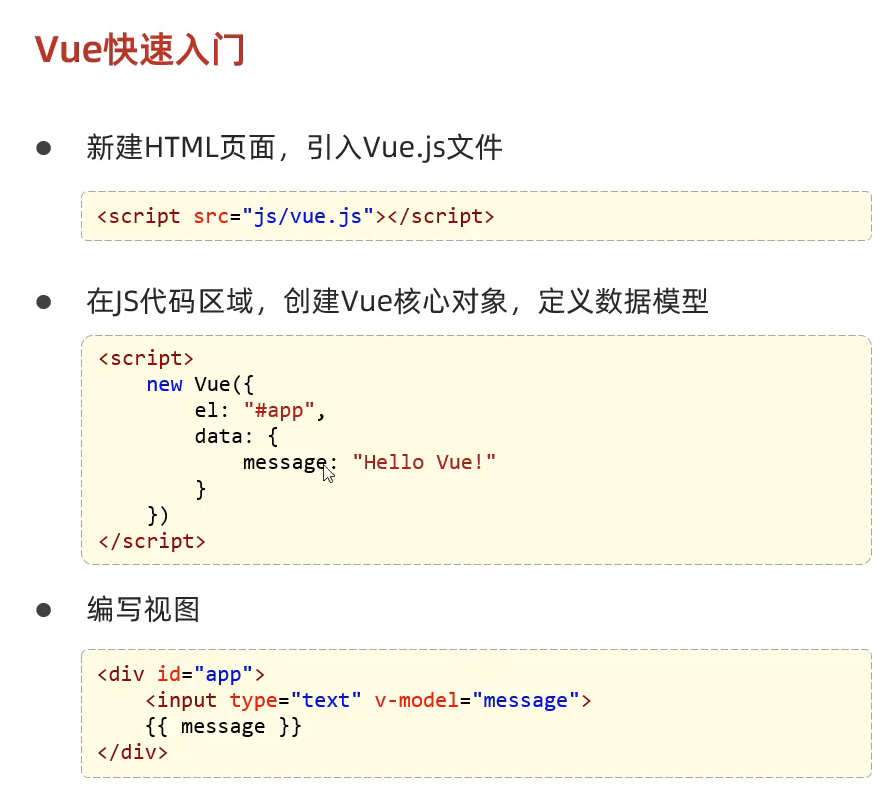 Vue快速入门
新建HTML页面，引入Vue.js文件
<script src="js/vue.js"></script>
在JS代码区域，创建Vue核心对象，定义数据模型
<script>
    new Vue({
        el: "#app",
        data: {
            message: "Hello Vue!"
        }
    })
</script>
编写视图
<div id="app">
    <input type="text" v-model="message">
    {{ message }}
</div>